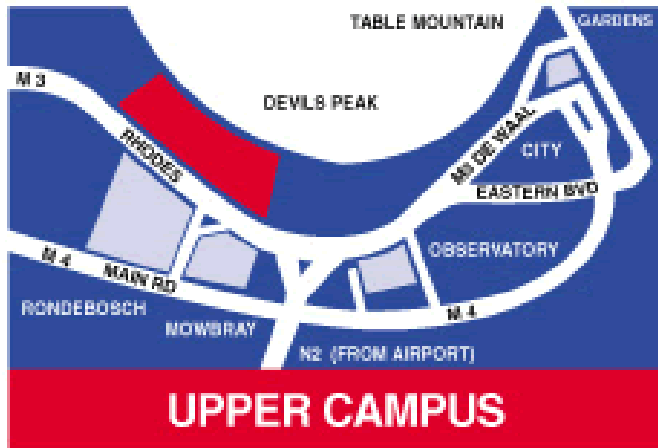 GARDENS
TABLE MOUNTAIN
M 3
DEVILS PEAK
RHODES
M3 DE WAAL
CITY
EASTERN BVD
OBSERVATORY
M 4
MAIN RD
RONDEBOSCH
MOWBRAY
M 4
N2 (FROM AIRPORT)
UPPER CAMPUS